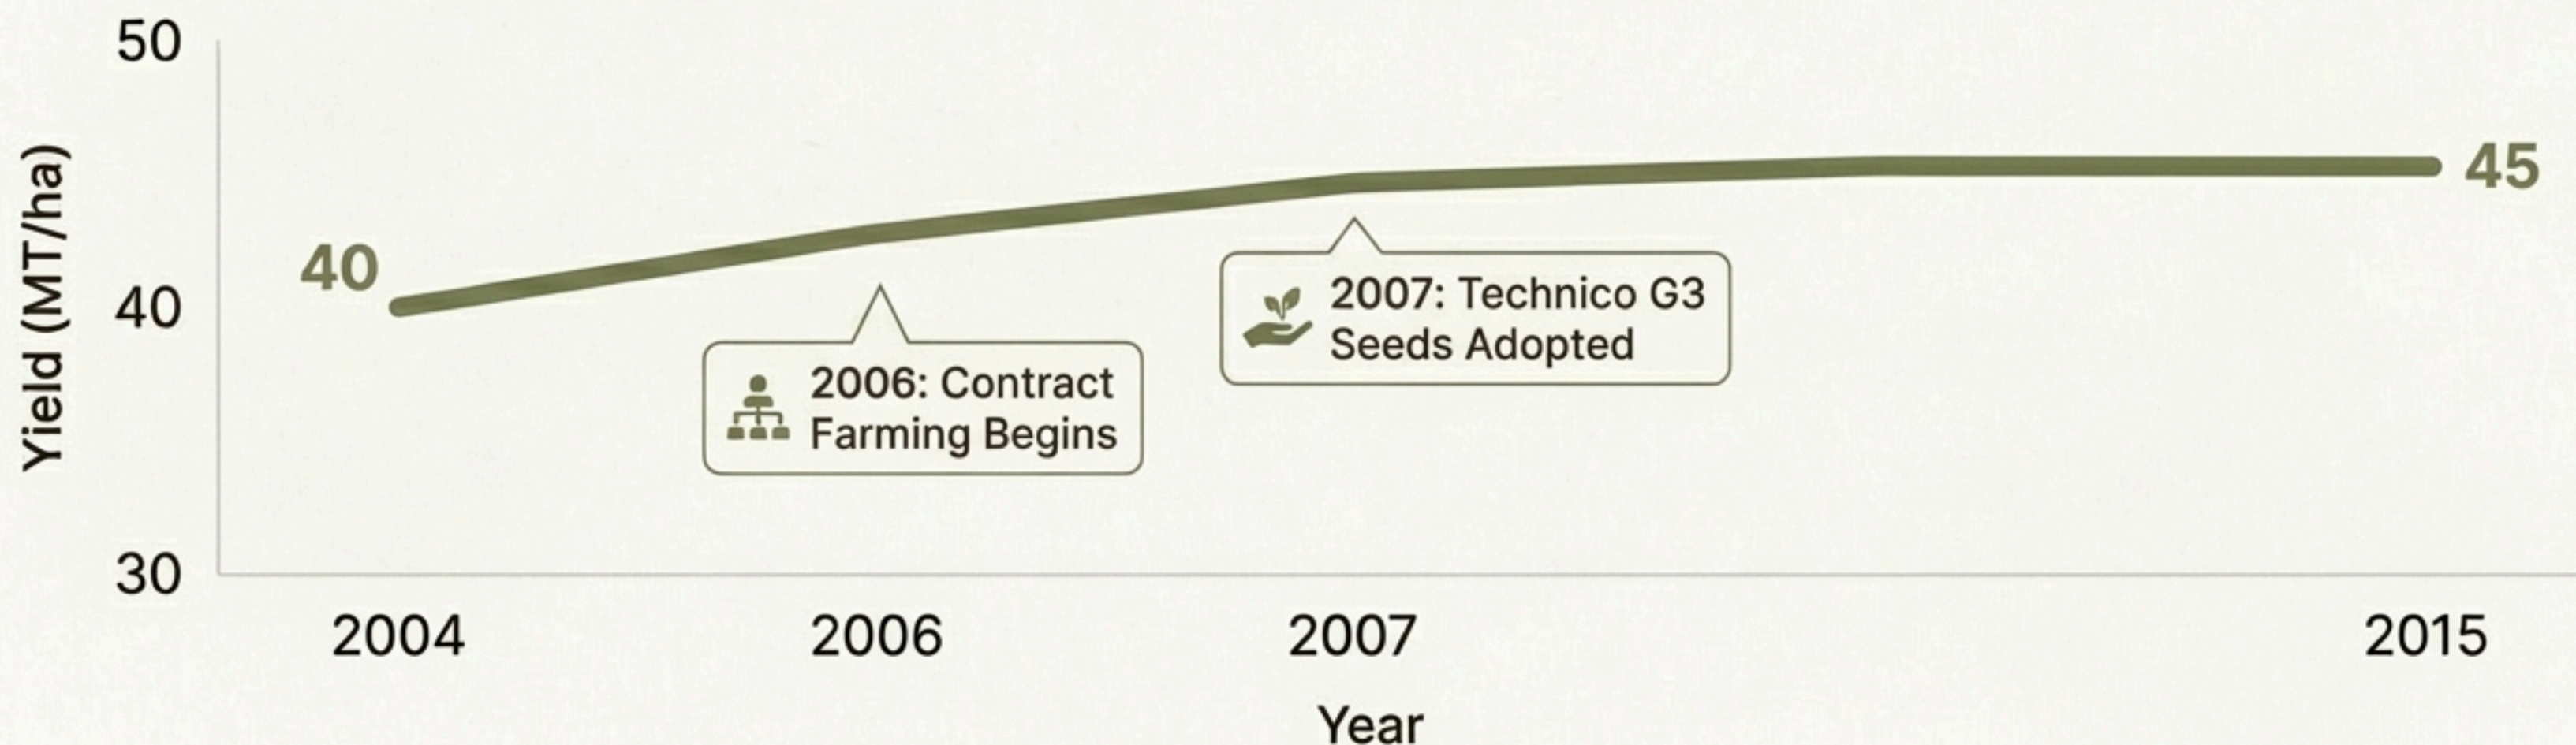 50
40
30
Yield (MT/ha)
40
45
2006: Contract
Farming Begins
2007: Technico G3
Seeds Adopted
2004
2006
2007
2015
Year